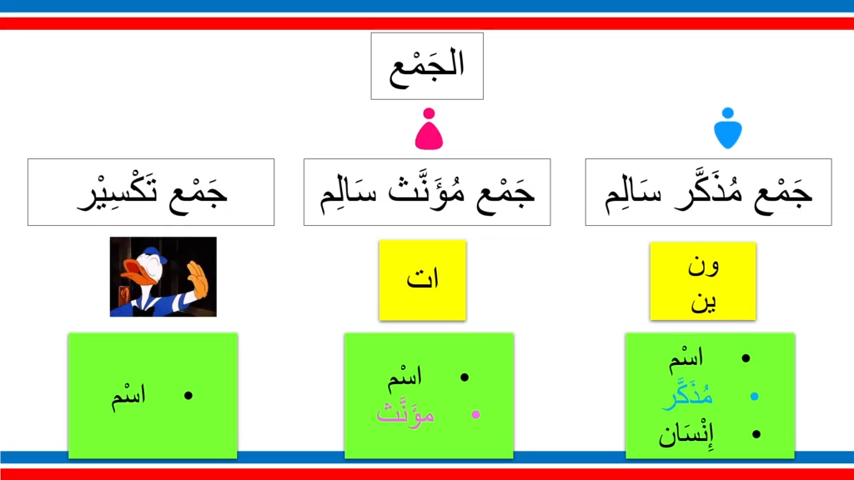 الجَمْع
جَمْع مُذَكَّر سَالِم
جَمْع مُؤَنَّث سَالِم
جَمْع تَكْسِيْر
ون
ين
ات
• اسْم
• مُذَكَّر
• إِنْسَان
• اسْم
• مؤَنَّث
• اسْم